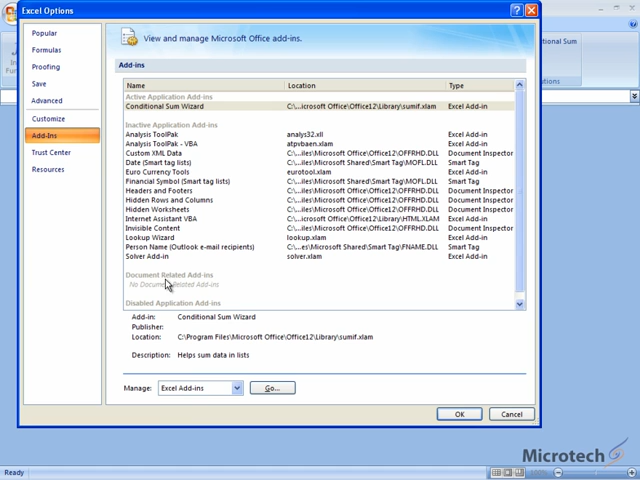 Excel Options
Popular
Formulas
Proofing
Save
Advanced
Customize
Add-Ins
Trust Center
Resources
View and manage Microsoft Office add-ins.
Add-ins
Name Location Type
Active Application Add-ins
Conditional Sum Wizard C:\...icrosoft Office\Office12\Library\sumif.xlam Excel Add-in
Inactive Application Add-ins
Analysis ToolPak analys32.xll Excel Add-in
Analysis ToolPak - VBA atpvbaen.xlam Excel Add-in
Custom XML Data C:\...iles\Microsoft Office\Office12\OFFRHD.DLL Document Inspector
Date (Smart tag lists) C:\...iles\Microsoft Shared\Smart Tag\MOFL.DLL Smart Tag
Euro Currency Tools eurotool.xlam Excel Add-in
Financial Symbol (Smart tag lists) C:\...iles\Microsoft Shared\Smart Tag\MOFL.DLL Smart Tag
Headers and Footers C:\...iles\Microsoft Office\Office12\OFFRHD.DLL Document Inspector
Hidden Rows and Columns C:\...iles\Microsoft Office\Office12\OFFRHD.DLL Document Inspector
Hidden Worksheets C:\...iles\Microsoft Office\Office12\OFFRHD.DLL Document Inspector
Internet Assistant VBA C:\...icrosoft Office\Office12\Library\HTML.XLAM Excel Add-in
Invisible Content C:\...iles\Microsoft Office\Office12\OFFRHD.DLL Document Inspector
Lookup Wizard lookup.xlam Excel Add-in
Person Name (Outlook e-mail recipients) C:\...es\Microsoft Shared\Smart Tag\FNAME.DLL Smart Tag
Solver Add-in solver.xlam Excel Add-in
Document Related Add-ins
No Document Related Add-ins
Disabled Application Add-ins
Add-in: Conditional Sum Wizard
Publisher:
Location: C:\Program Files\Microsoft Office\Office12\Library\sumif.xlam
Description: Helps sum data in lists
Manage: Excel Add-ins Go...
OK Cancel
onditional Sum
Microtech
Ready